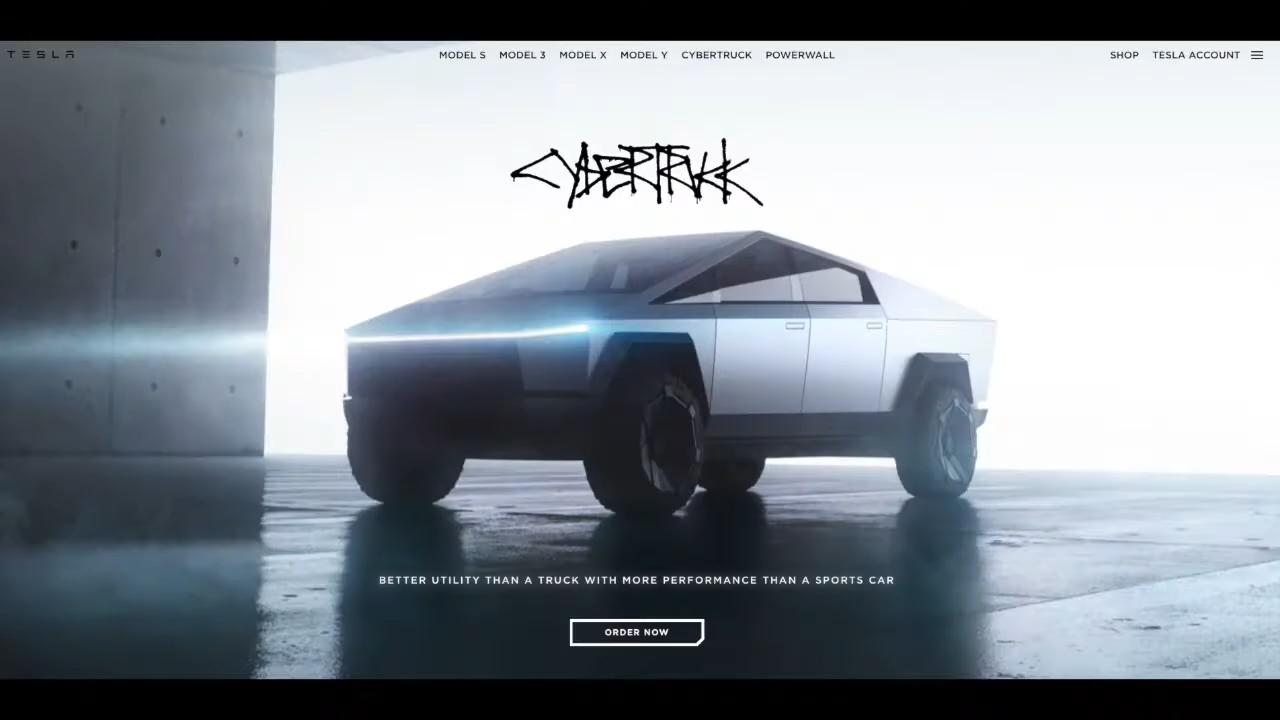 TESLA MODEL S MODEL 3 MODEL X MODEL Y CYBERTRUCK POWERWALL SHOP TESLA ACCOUNT
CYBERTRUCK
BETTER UTILITY THAN A TRUCK WITH MORE PERFORMANCE THAN A SPORTS CAR
ORDER NOW